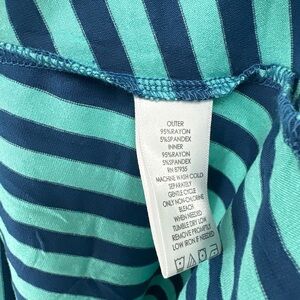 OUTER
95%RAYON
5%SPANDEX
INNER
95%RAYON
5%SPANDEX
RN 87935
MACHINE WASH COLD
SEPARATELY
GENTLE CYCLE
ONLY NON-CHLORINE
BLEACH
WHEN NEEDED
TUMBLE DRY LOW
REMOVE PROMPTLY
LOW IRON IF NEEDED